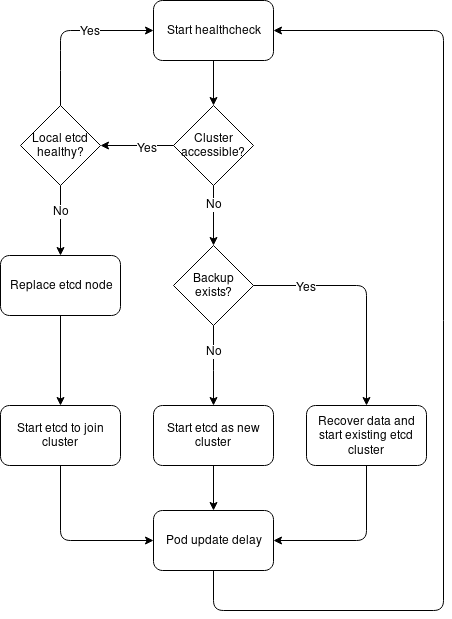 Yes
Start healthcheck
Local etcd
healthy?
Yes
Cluster
accessible?
No
No
Replace etcd node
Backup
exists?
Yes
No
Start etcd to join
cluster
Start etcd as new
cluster
Recover data and
start existing etcd
cluster
Pod update delay